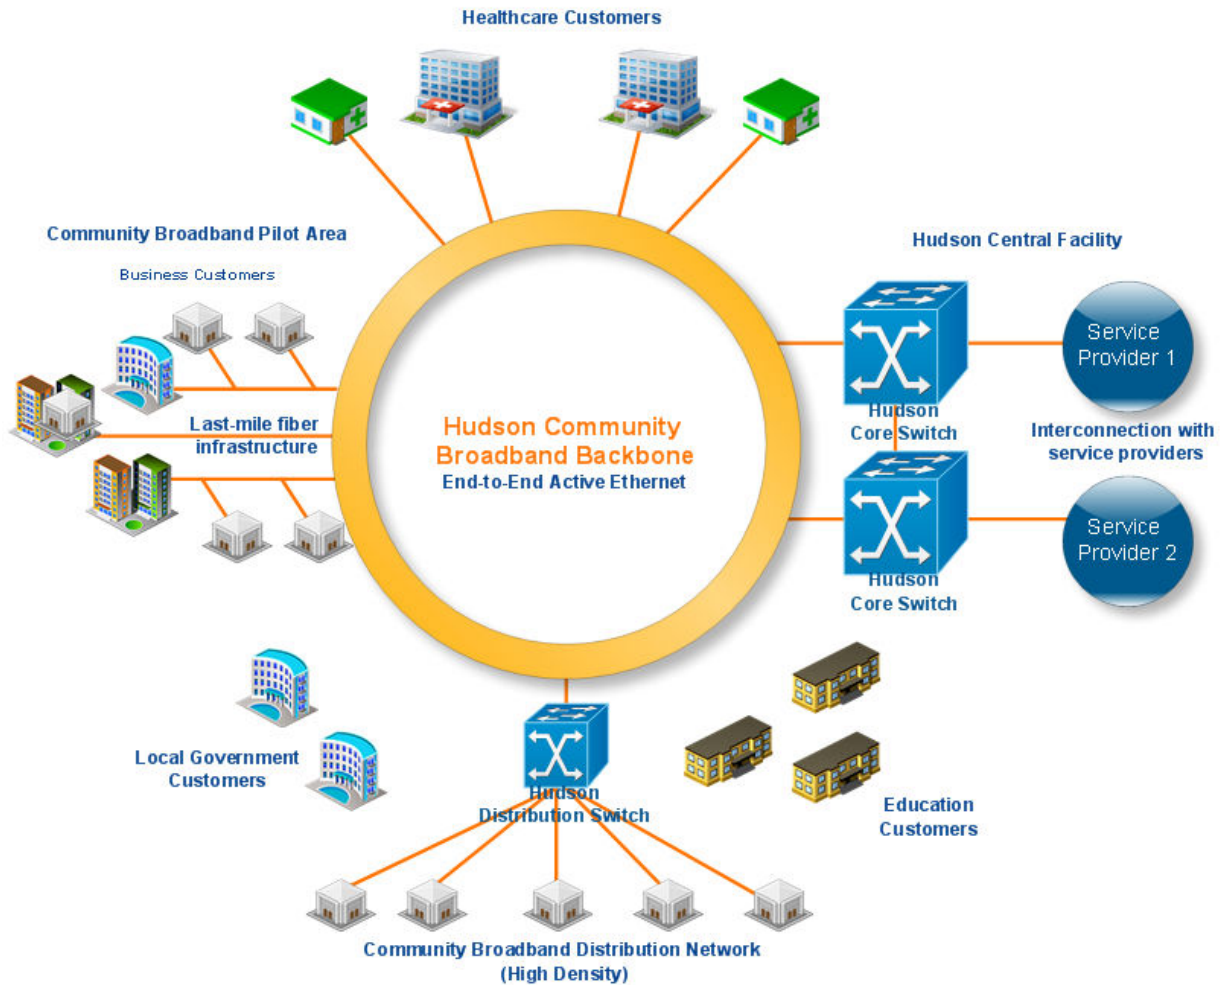 Healthcare Customers
Community Broadband Pilot Area
Business Customers
Last-mile fiber
infrastructure
Hudson Community
Broadband Backbone
End-to-End Active Ethernet
Hudson Central Facility
Hudson
Core Switch
Service
Provider 1
Interconnection with
service providers
Hudson
Core Switch
Service
Provider 2
Local Government
Customers
Hudson
Distribution Switch
Education
Customers
Community Broadband Distribution Network
(High Density)